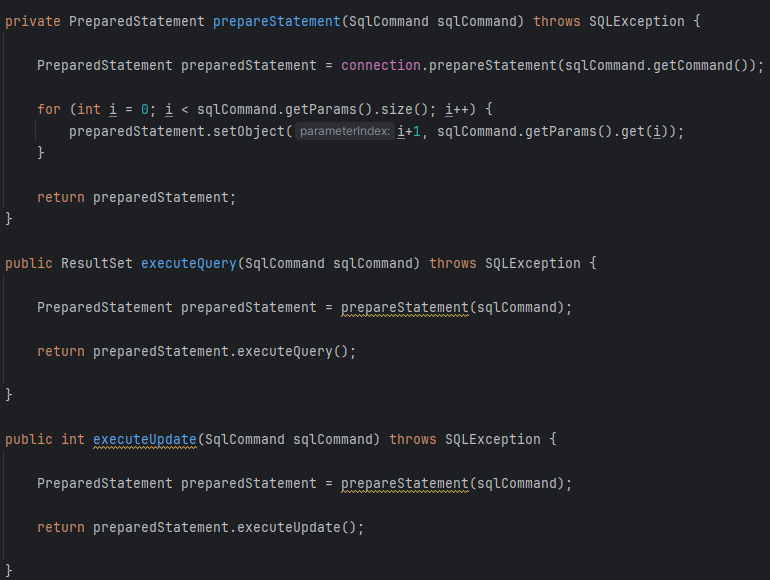 private PreparedStatement prepareStatement(SqlCommand sqlCommand) throws SQLException {
PreparedStatement preparedStatement = connection.prepareStatement(sqlCommand.getCommand());
for (int i = 0; i < sqlCommand.getParams().size(); i++) {
preparedStatement.setObject( parameterIndex: i+1, sqlCommand.getParams().get(i));
}
return preparedStatement;
}
public ResultSet executeQuery(SqlCommand sqlCommand) throws SQLException {
PreparedStatement preparedStatement = prepareStatement(sqlCommand);
return preparedStatement.executeQuery();
}
public int executeUpdate(SqlCommand sqlCommand) throws SQLException {
PreparedStatement preparedStatement = prepareStatement(sqlCommand);
return preparedStatement.executeUpdate();
}